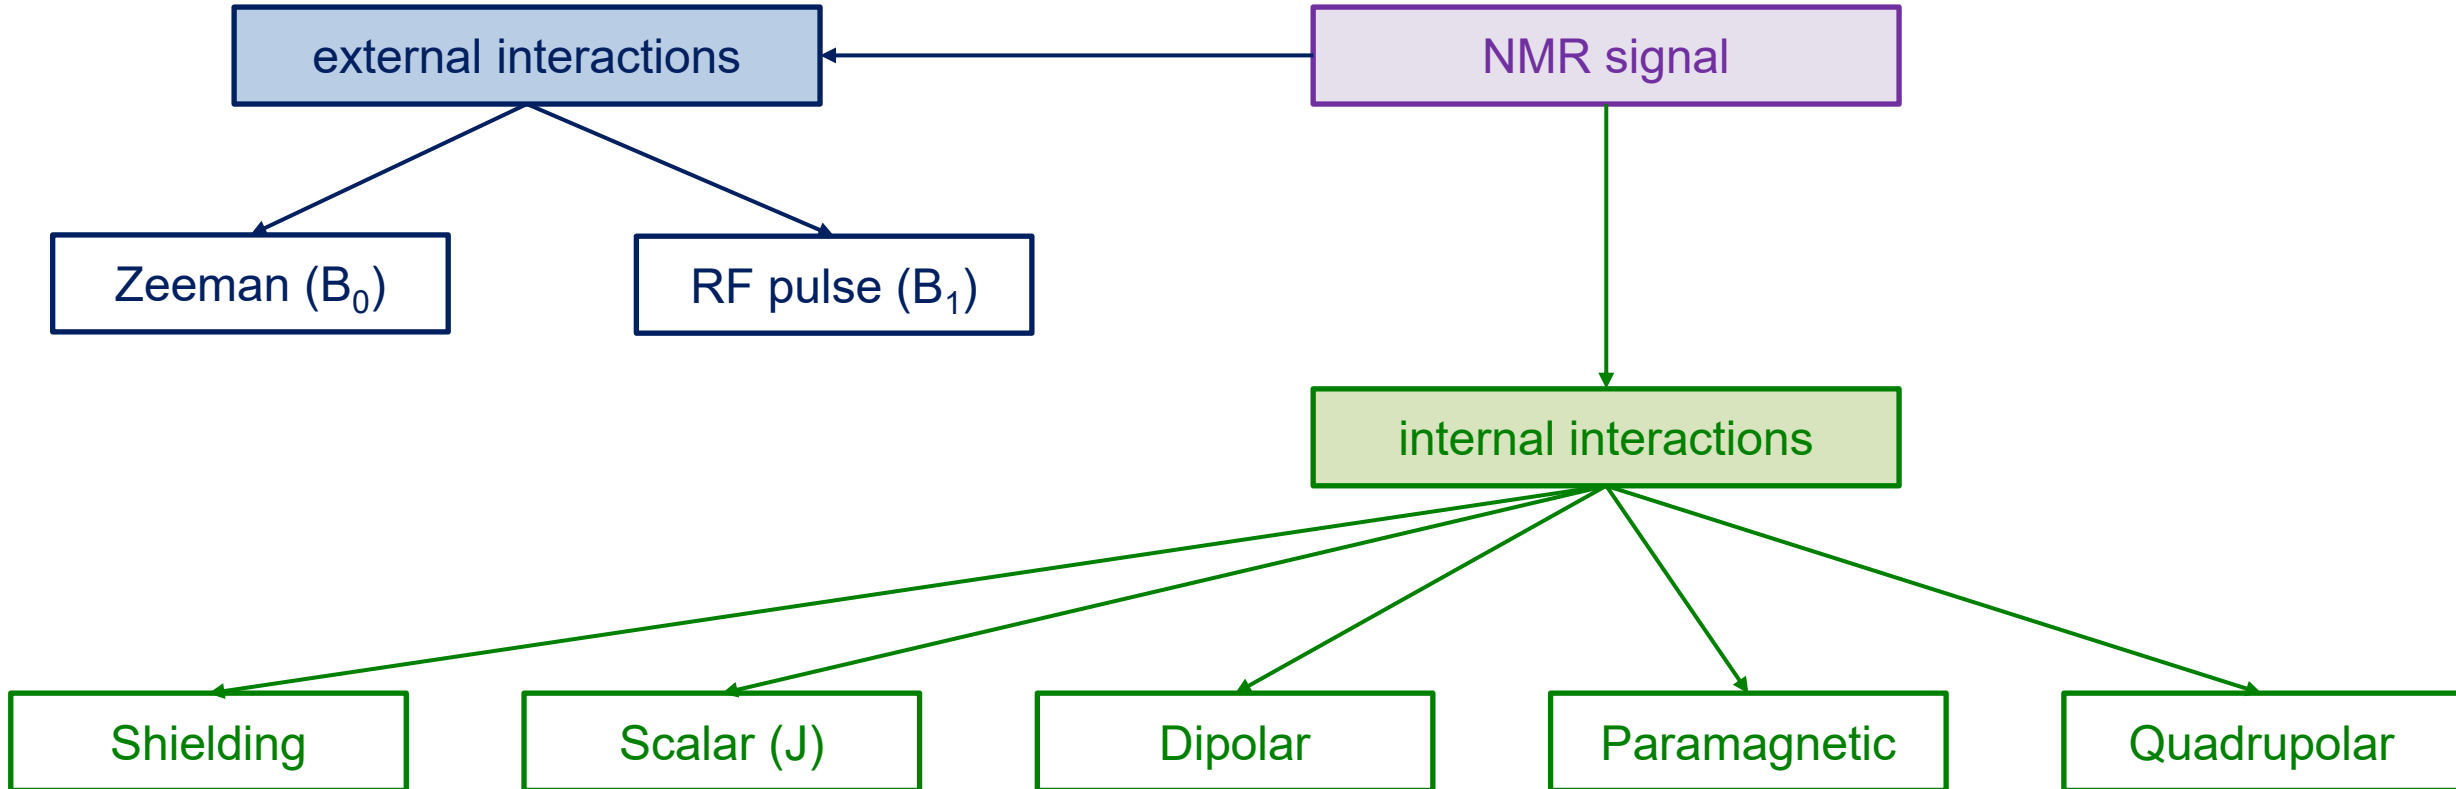 external interactions
NMR signal
Zeeman (B₀)
RF pulse (B₁)
internal interactions
Shielding
Scalar (J)
Dipolar
Paramagnetic
Quadrupolar